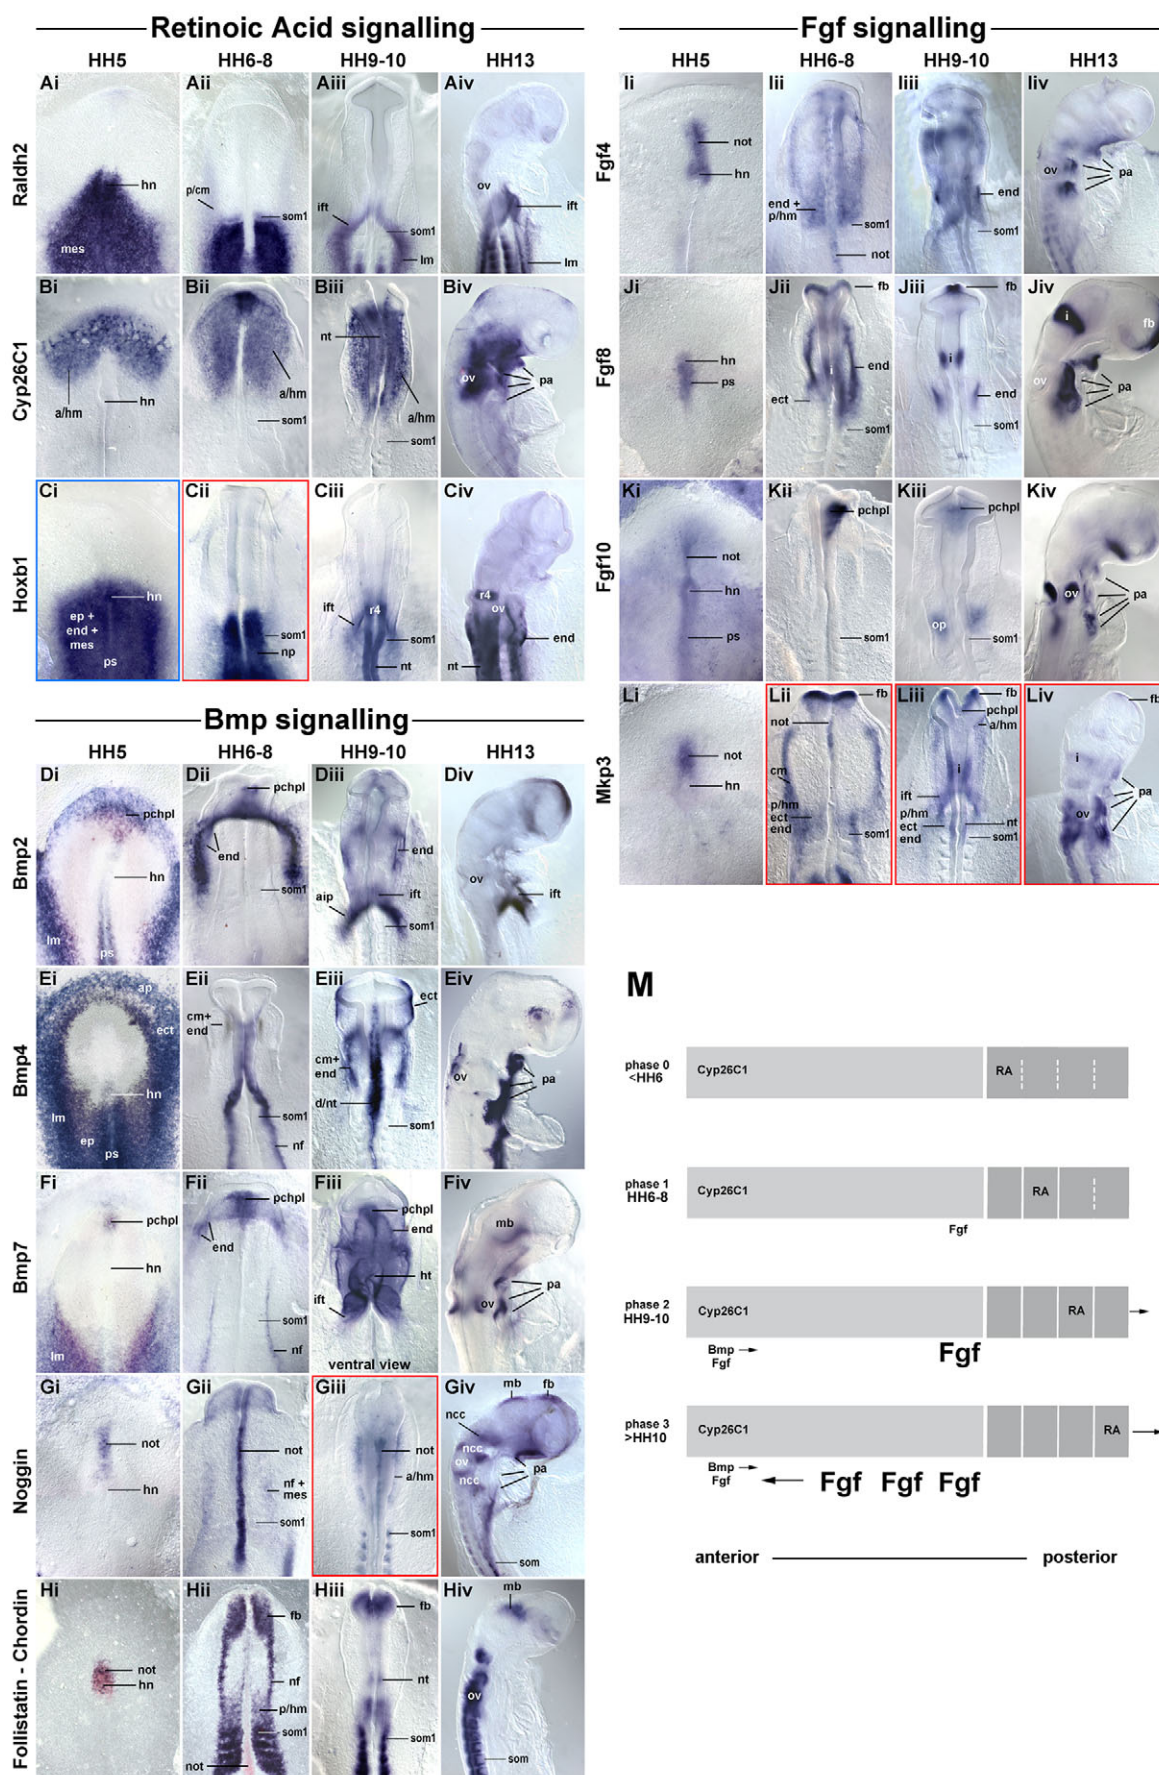 Retinoic Acid signalling
HH5 HH6-8 HH9-10 HH13
Raldh2
Ai
hn
mes
Aii
p/cm
som1
Aiii
ift
som1
lm
Aiv
ov
ift
lm
Cyp26C1
Bi
a/hm
hn
Bii
a/hm
som1
Biii
nt
a/hm
som1
Biv
ov
pa
Hoxb1
Ci
hn
ep +
end +
mes
ps
Cii
som1
np
Ciii
r4
ift
som1
nt
Civ
r4
ov
end
nt
Bmp signalling
HH5 HH6-8 HH9-10 HH13
Bmp2
Di
pchpl
hn
lm
ps
Dii
pchpl
end
som1
Diii
end
ift
aip
som1
Div
ov
ift
Bmp4
Ei
ap
ect
hn
lm
ep
ps
Eii
cm+
end
som1
nf
Eiii
ect
cm+
end
d/nt
som1
Eiv
ov
pa
Bmp7
Fi
pchpl
hn
lm
Fii
pchpl
end
som1
nf
Fiii
pchpl
end
ht
ift
ventral view
Fiv
mb
pa
ov
Noggin
Gi
not
hn
Gii
not
nf +
mes
som1
Giii
not
a/hm
som1
Giv
mb
fb
ncc
ncc
ov
pa
ncc
som
Follistatin - Chordin
Hi
not
hn
Hii
fb
nf
p/hm
som1
not
Hiii
fb
nt
som1
Hiv
mb
ov
som
Fgf signalling
HH5 HH6-8 HH9-10 HH13
Fgf4
Ii
not
hn
Iii
end +
p/hm
som1
not
Iiii
end
som1
Iiv
ov
pa
Fgf8
Ji
hn
ps
Jii
fb
i
end
ect
som1
Jiii
fb
i
end
som1
Jiv
i
fb
ov
pa
Fgf10
Ki
not
hn
ps
Kii
pchpl
som1
Kiii
pchpl
op
som1
Kiv
ov
pa
Mkp3
Li
not
hn
Lii
fb
not
cm
p/hm
ect
end
som1
Liii
fb
pchpl
a/hm
i
ift
p/hm
ect
end
nt
som1
Liv
fb
i
pa
ov
M
phase 0
<HH6
Cyp26C1
RA
phase 1
HH6-8
Cyp26C1
RA
Fgf
phase 2
HH9-10
Cyp26C1
RA
Bmp
Fgf
Fgf
phase 3
>HH10
Cyp26C1
RA
Bmp
Fgf
Fgf Fgf Fgf
anterior posterior